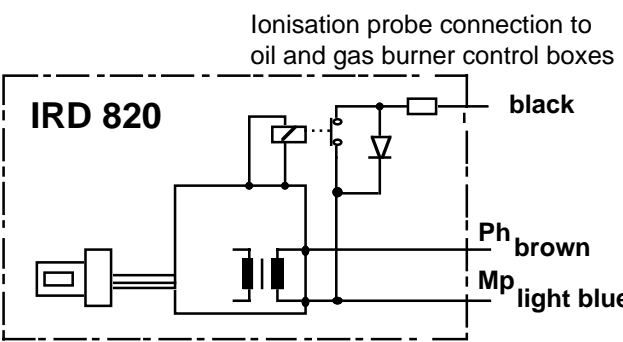 Ionisation probe connection to
oil and gas burner control boxes
IRD 820
black
Ph brown
Mp light blue